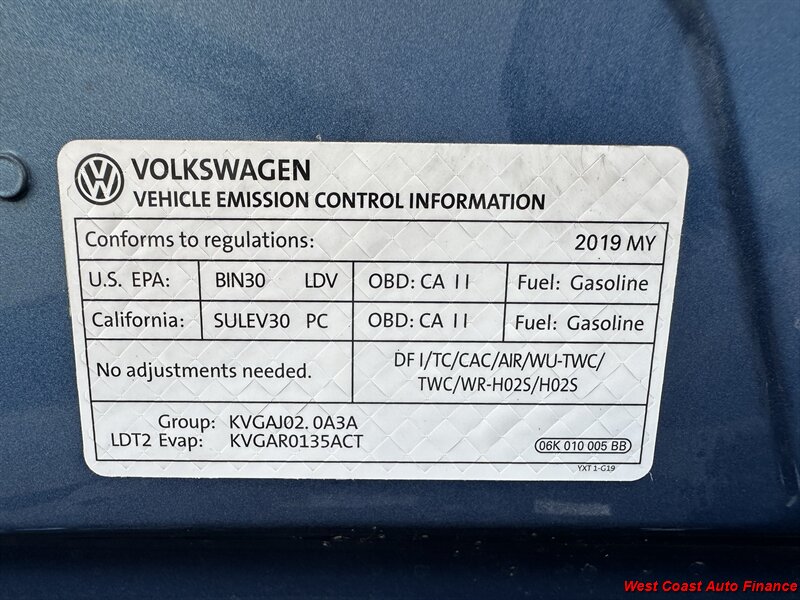 VOLKSWAGEN
VEHICLE EMISSION CONTROL INFORMATION
Conforms to regulations: 2019 MY
U.S. EPA: BIN30 LDV OBD: CA II Fuel: Gasoline
California: SULEV30 PC OBD: CA II Fuel: Gasoline
No adjustments needed.
DFI/TC/CAC/AIR/WU-TWC/
TWC/WR-H02S/H02S
Group: KVGAJ02.0A3A
LDT2 Evap: KVGAR0135ACT
06K 010 005 BB
YXT 1-G19
West Coast Auto Finance